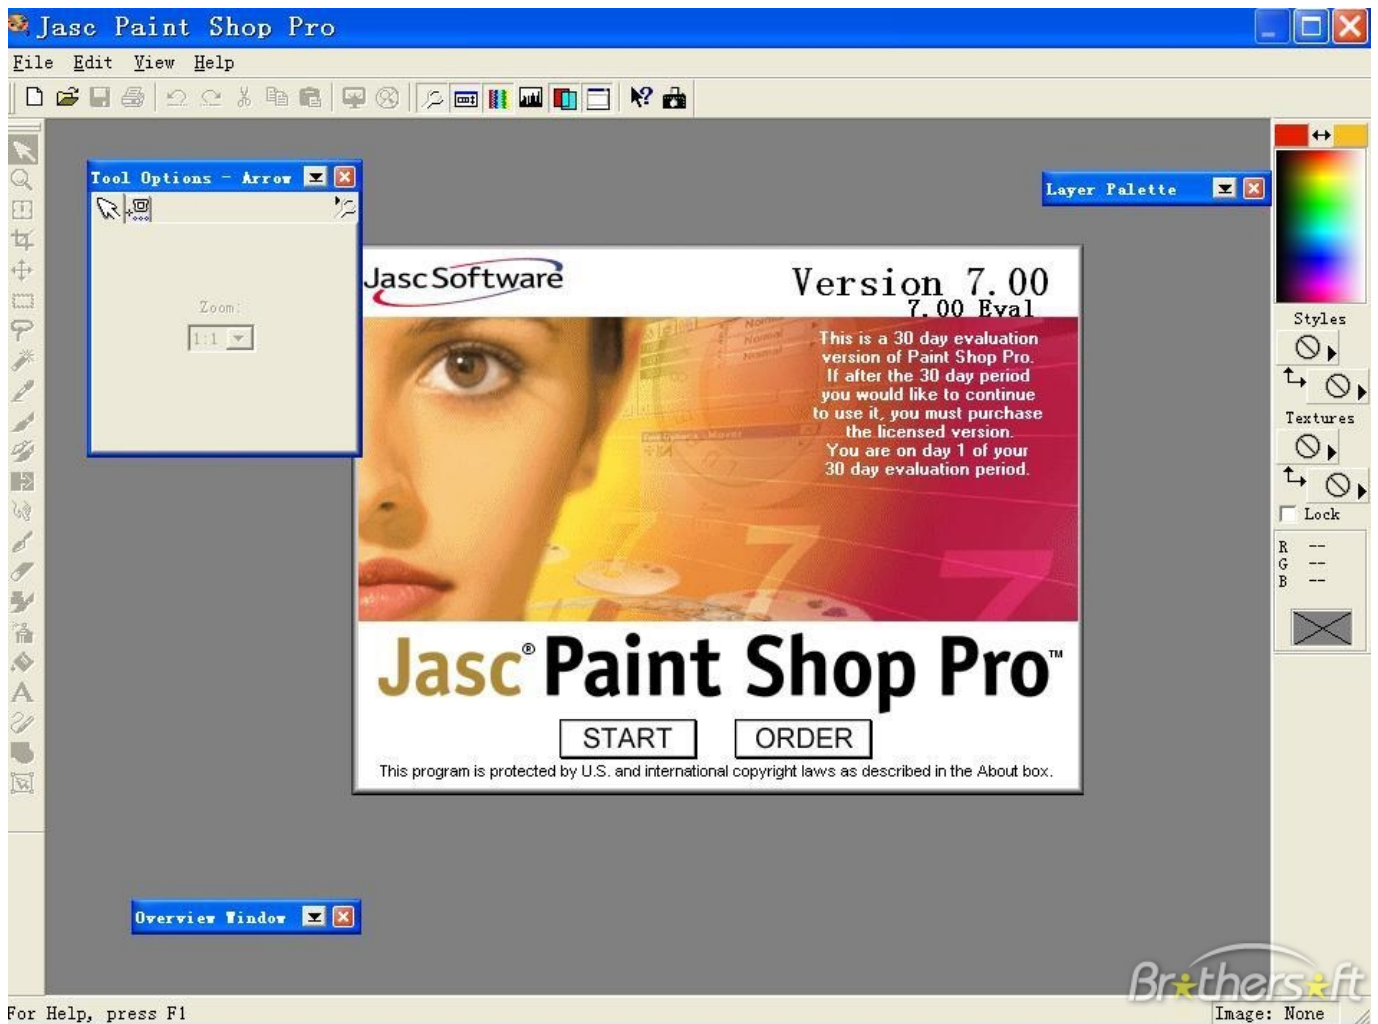 Jasc Paint Shop Pro
File Edit View Help
Tool Options - Arrow
Layer Palette
Zoom:
1:1
JascSoftware
Version 7.00
7.00 Eval
This is a 30 day evaluation
version of Paint Shop Pro.
If after the 30 day period
you would like to continue
to use it, you must purchase
the licensed version.
You are on day 1 of your
30 day evaluation period.
7
7
7
Jasc® Paint Shop Pro™
START ORDER
This program is protected by U.S. and international copyright laws as described in the About box.
Styles
Textures
Lock
R --
G --
B --
Overview Window
Brothersoft
For Help, press F1
Image: None